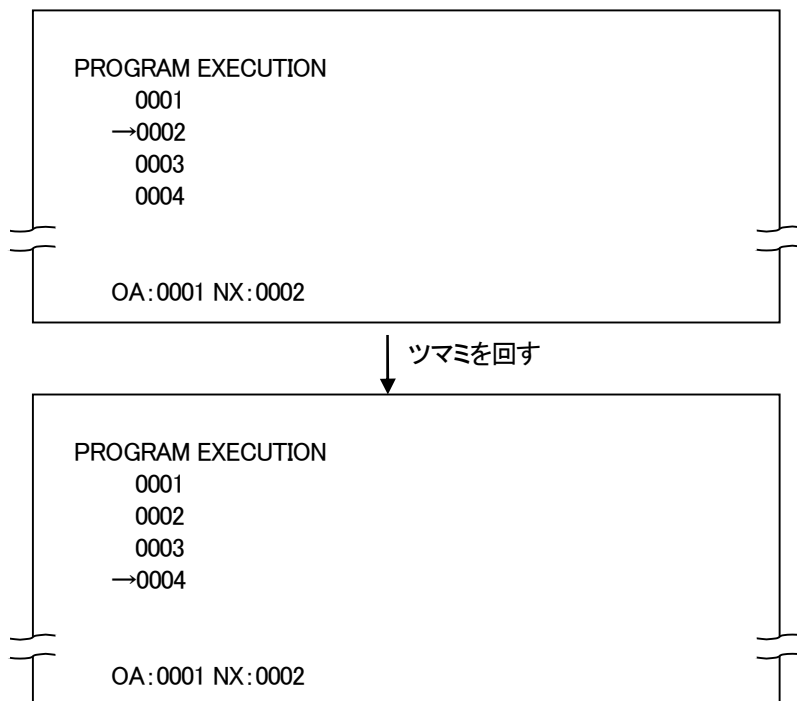 PROGRAM EXECUTION
0001
→0002
0003
0004
OA:0001 NX:0002
ツマミを回す
PROGRAM EXECUTION
0001
0002
0003
→0004
OA:0001 NX:0002